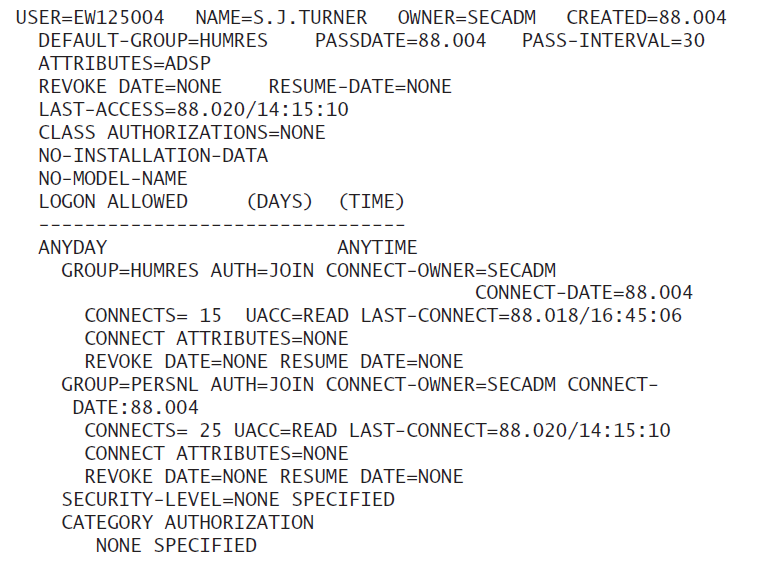 USER=EW125004 NAME=S.J.TURNER OWNER=SECADM CREATED=88.004
DEFAULT-GROUP=HUMRES PASSDATE=88.004 PASS-INTERVAL=30
ATTRIBUTES=ADSP
REVOKE DATE=NONE RESUME-DATE=NONE
LAST-ACCESS=88.020/14:15:10
CLASS AUTHORIZATIONS=NONE
NO-INSTALLATION-DATA
NO-MODEL-NAME
LOGON ALLOWED (DAYS) (TIME)
--------------------------------
ANYDAY ANYTIME
GROUP=HUMRES AUTH=JOIN CONNECT-OWNER=SECADM
CONNECT-DATE=88.004
CONNECTS= 15 UACC=READ LAST-CONNECT=88.018/16:45:06
CONNECT ATTRIBUTES=NONE
REVOKE DATE=NONE RESUME DATE=NONE
GROUP=PERSNL AUTH=JOIN CONNECT-OWNER=SECADM CONNECT-
DATE:88.004
CONNECTS= 25 UACC=READ LAST-CONNECT=88.020/14:15:10
CONNECT ATTRIBUTES=NONE
REVOKE DATE=NONE RESUME DATE=NONE
SECURITY-LEVEL=NONE SPECIFIED
CATEGORY AUTHORIZATION
NONE SPECIFIED